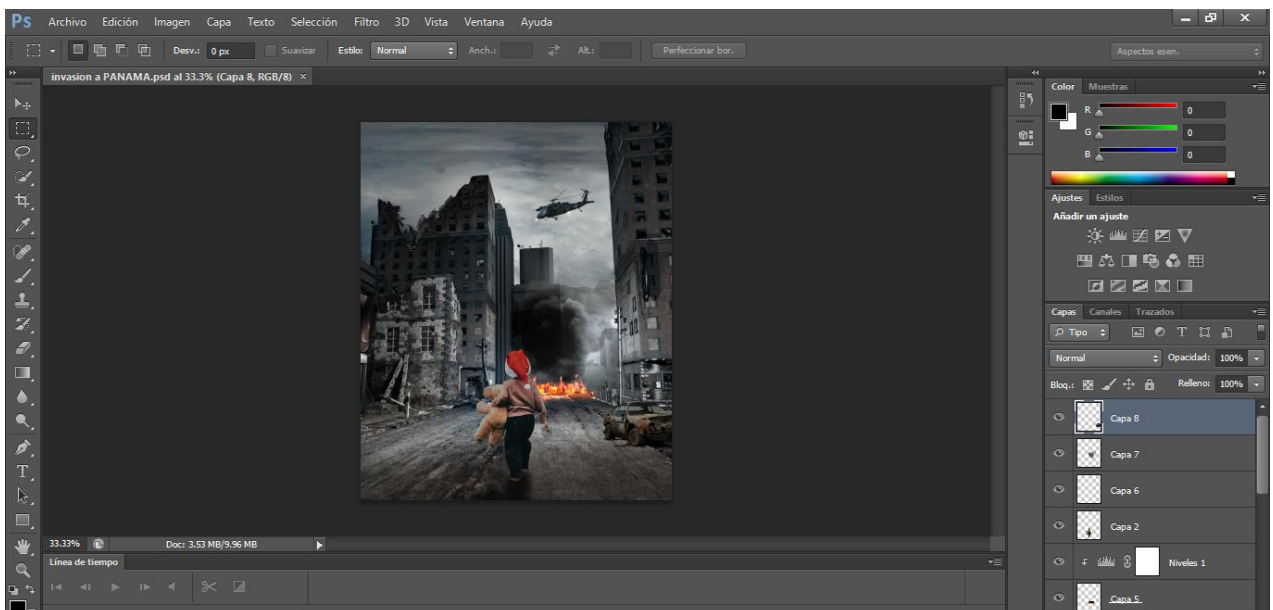 Ps Archivo Edición Imagen Capa Texto Selección Filtro 3D Vista Ventana Ayuda
Desv.: 0 px Suavizar Estilo: Normal Anch.: Alt.: Perfeccionar bor. Aspectos esen.
invasion a PANAMA.psd al 33.3% (Capa 8, RGB/8) ×
Color Muestras
R 0
G 0
B 0
Ajustes Estilos
Añadir un ajuste
Capas Canales Trazados
Tipo
Normal Opacidad: 100%
Bloq.: Relleno: 100%
Capa 8
Capa 7
Capa 6
Capa 2
Niveles 1
Capa 5
33.33% Doc: 3.53 MB/9.96 MB
Línea de tiempo